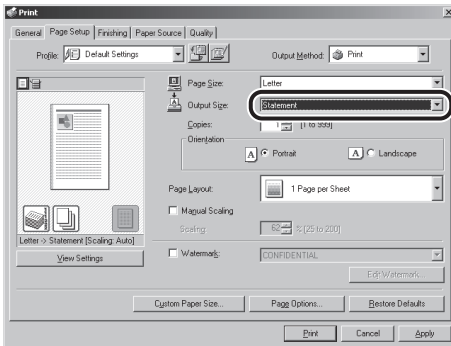 Print
General Page Setup Finishing Paper Source Quality
Profile: Default Settings Output Method: Print
Page Size: Letter
Output Size: Statement
Copies: 1 [1 to 999]
Orientation
A Portrait A Landscape
Page Layout: 1 Page per Sheet
Manual Scaling
Scaling: 62 % [25 to 200]
Letter -> Statement [Scaling: Auto]
View Settings
Watermark: CONFIDENTIAL
Edit Watermark...
Custom Paper Size... Page Options... Restore Defaults
Print Cancel Apply